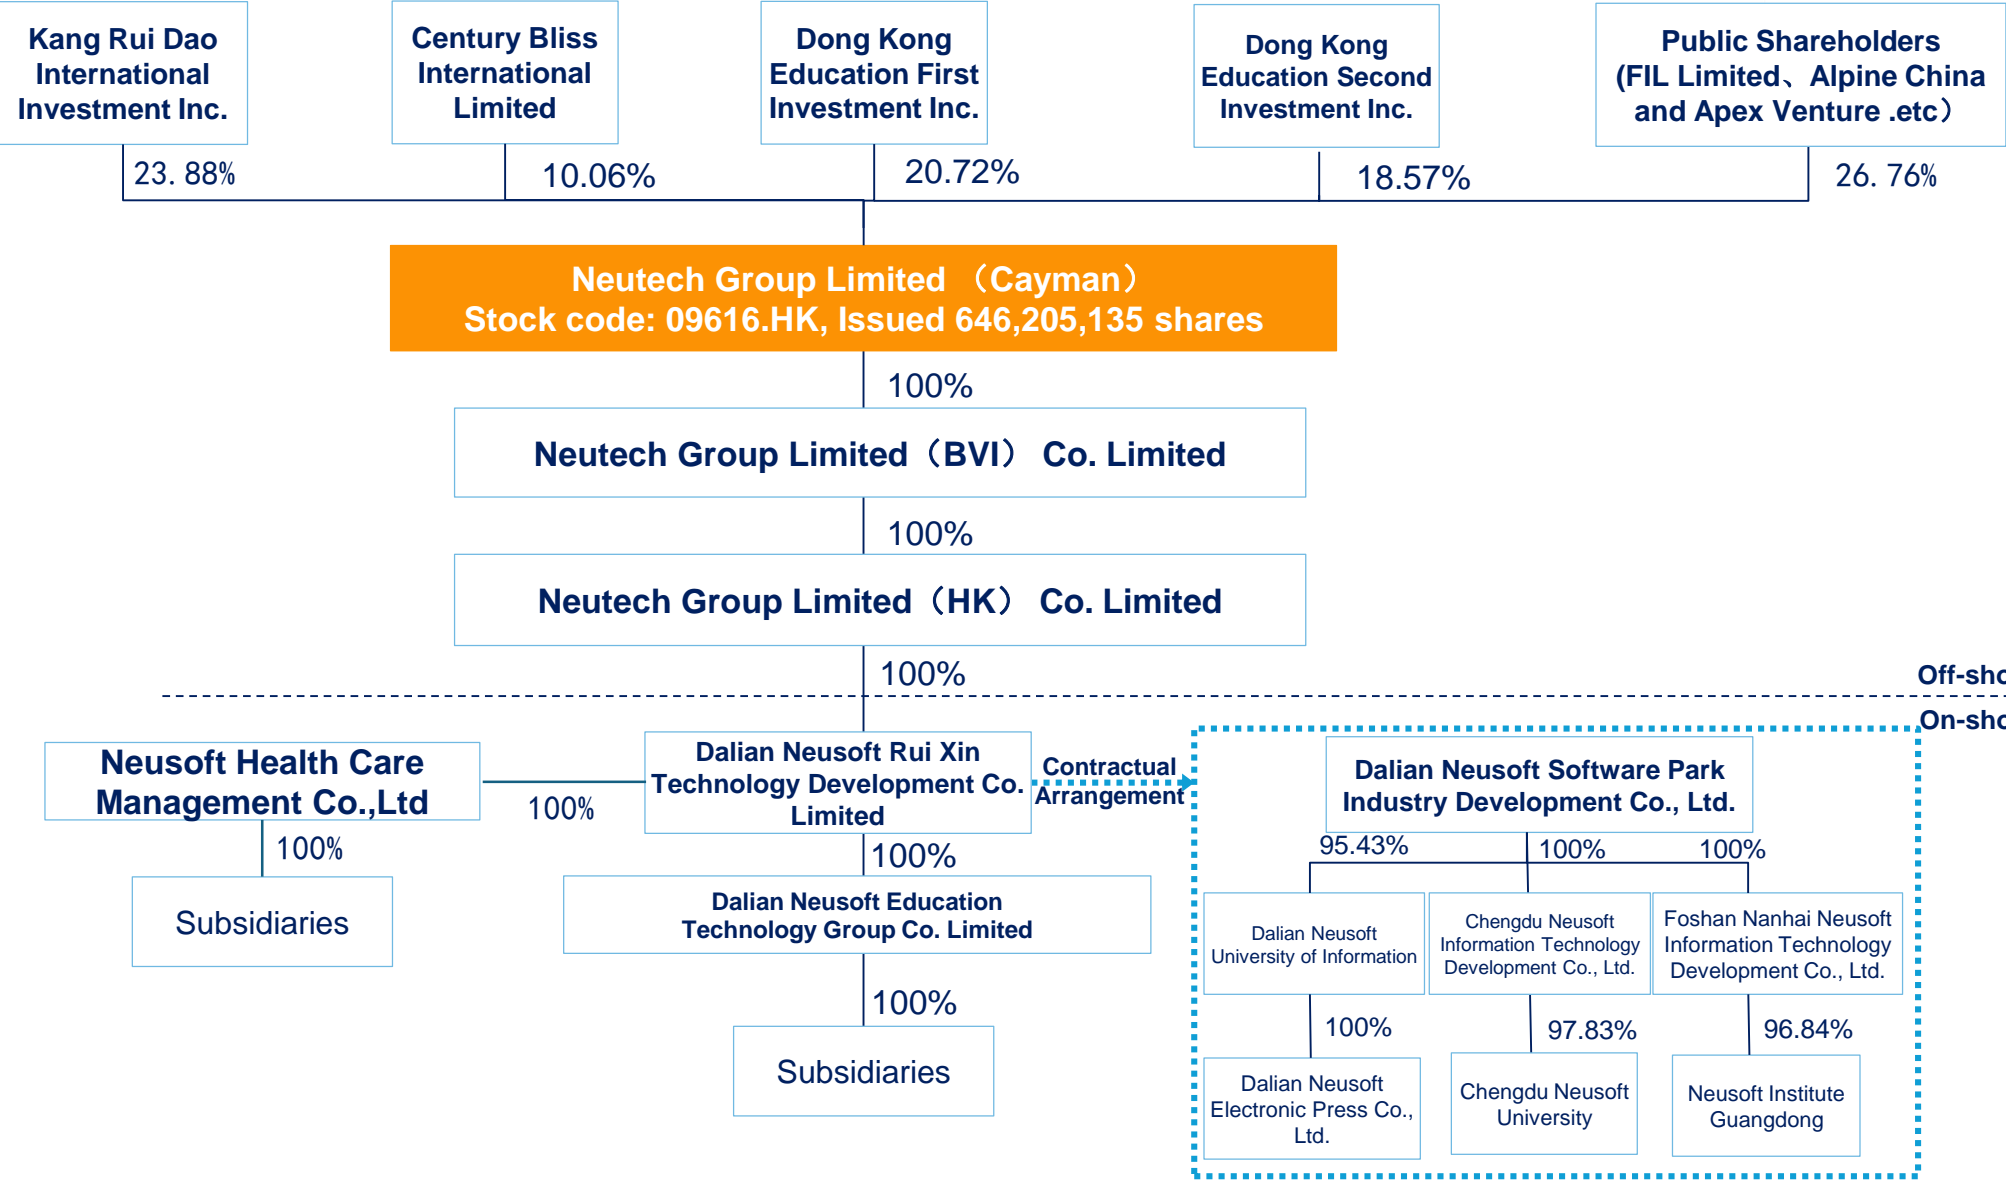 Kang Rui Dao
International
Investment Inc.
Century Bliss
International
Limited
Dong Kong
Education First
Investment Inc.
Dong Kong
Education Second
Investment Inc.
Public Shareholders
(FIL Limited、Alpine China
and Apex Venture .etc）
23.88%
10.06%
20.72%
18.57%
26.76%
Neutech Group Limited （Cayman）
Stock code: 09616.HK, Issued 646,205,135 shares
100%
Neutech Group Limited（BVI） Co. Limited
100%
Neutech Group Limited（HK） Co. Limited
100%
Off-sho
On-sho
Neusoft Health Care
Management Co.,Ltd
100%
Dalian Neusoft Rui Xin
Technology Development Co.
Limited
Contractual
Arrangement
Dalian Neusoft Software Park
Industry Development Co., Ltd.
100%
100%
95.43%
100%
100%
Subsidiaries
Dalian Neusoft Education
Technology Group Co. Limited
Dalian Neusoft
University of Information
Chengdu Neusoft
Information Technology
Development Co., Ltd.
Foshan Nanhai Neusoft
Information Technology
Development Co., Ltd.
100%
100%
97.83%
96.84%
Subsidiaries
Dalian Neusoft
Electronic Press Co.,
Ltd.
Chengdu Neusoft
University
Neusoft Institute
Guangdong